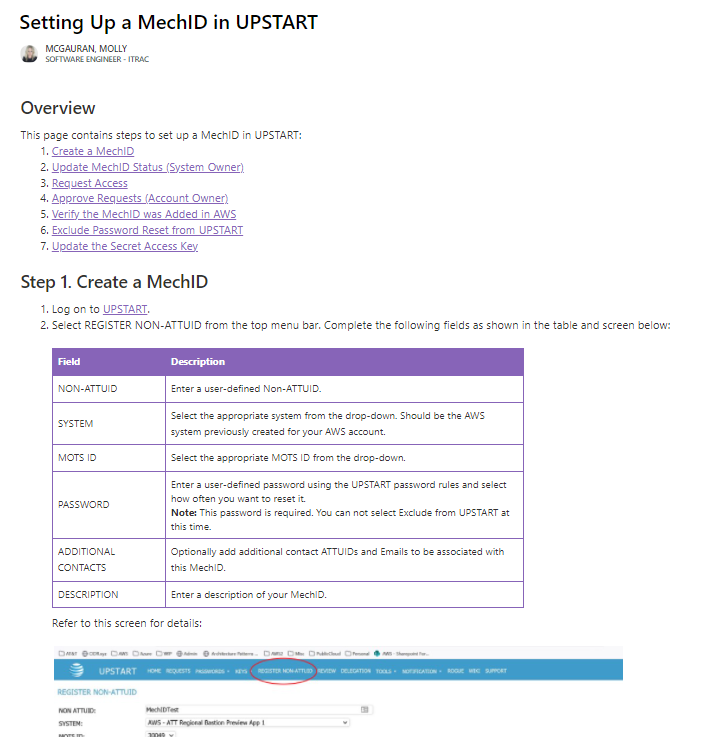 Setting Up a MechID in UPSTART
MCGAURAN, MOLLY
SOFTWARE ENGINEER - ITRAC
Overview
This page contains steps to set up a MechID in UPSTART:
1. Create a MechID
2. Update MechID Status (System Owner)
3. Request Access
4. Approve Requests (Account Owner)
5. Verify the MechID was Added in AWS
6. Exclude Password Reset from UPSTART
7. Update the Secret Access Key
Step 1. Create a MechID
1. Log on to UPSTART.
2. Select REGISTER NON-ATTUID from the top menu bar. Complete the following fields as shown in the table and screen below:
Field Description
NON-ATTUID Enter a user-defined Non-ATTUID.
SYSTEM Select the appropriate system from the drop-down. Should be the AWS
system previously created for your AWS account.
MOTS ID Select the appropriate MOTS ID from the drop-down.
PASSWORD Enter a user-defined password using the UPSTART password rules and select
how often you want to reset it.
Note: This password is required. You can not select Exclude from UPSTART at
this time.
ADDITIONAL
CONTACTS
Optionally add additional contact ATTUIDs and Emails to be associated with
this MechID.
DESCRIPTION Enter a description of your MechID.
Refer to this screen for details:
AT&T AWS Azure Admin Architecture Patterns... AWS2 Misc PublicCloud Personal AWS - Sharepoint For...
UPSTART HOME REQUESTS PASSWORDS KEYS REGISTER NON-ATTUID REVIEW DELEGATION TOOLS NOTIFICATION ROGUE WIKI SUPPORT
REGISTER NON-ATTUID
NON ATTUID: MechIDTest
SYSTEM: AWS - ATT Regional Bastion Preview App 1
MOTS ID: 30049